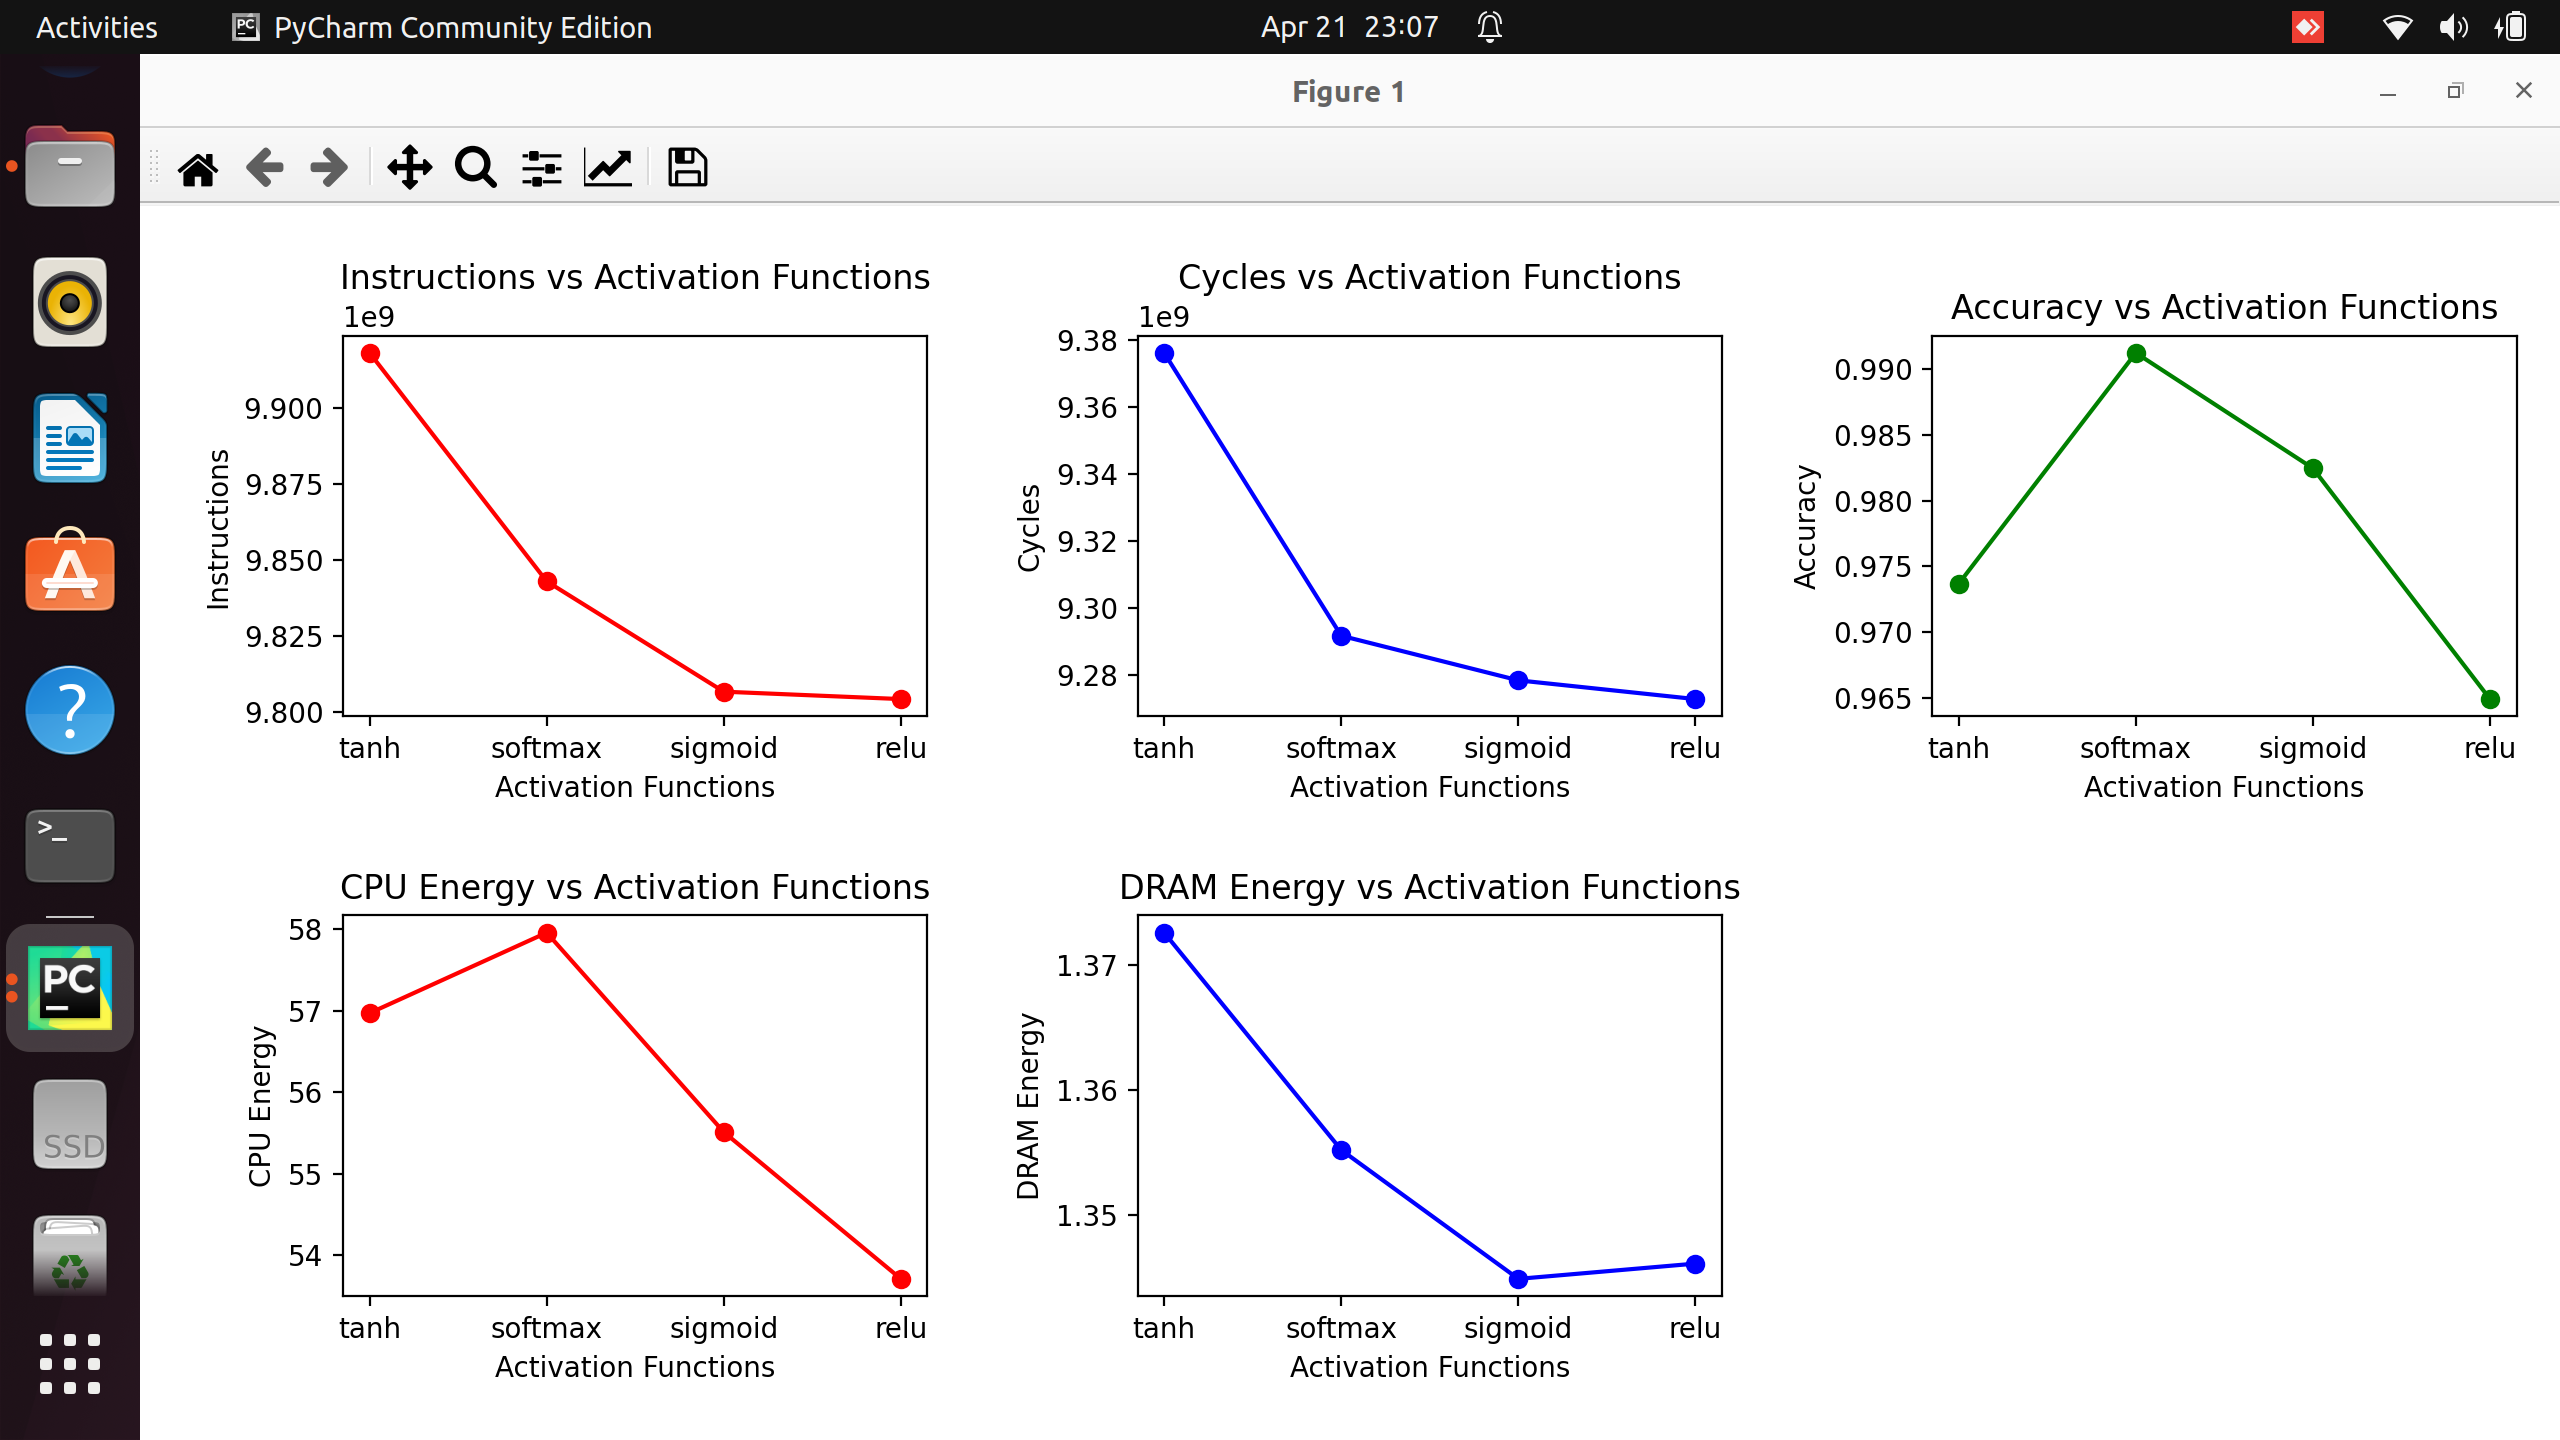 Activities PyCharm Community Edition Apr 21 23:07
Figure 1
Instructions vs Activation Functions
1e9
Instructions
9.900
9.875
9.850
9.825
9.800
tanh softmax sigmoid relu
Activation Functions
Cycles vs Activation Functions
1e9
Cycles
9.38
9.36
9.34
9.32
9.30
9.28
tanh softmax sigmoid relu
Activation Functions
Accuracy vs Activation Functions
Accuracy
0.990
0.985
0.980
0.975
0.970
0.965
tanh softmax sigmoid relu
Activation Functions
CPU Energy vs Activation Functions
CPU Energy
58
57
56
55
54
tanh softmax sigmoid relu
Activation Functions
DRAM Energy vs Activation Functions
DRAM Energy
1.37
1.36
1.35
tanh softmax sigmoid relu
Activation Functions
A
?
>_
PC
SSD